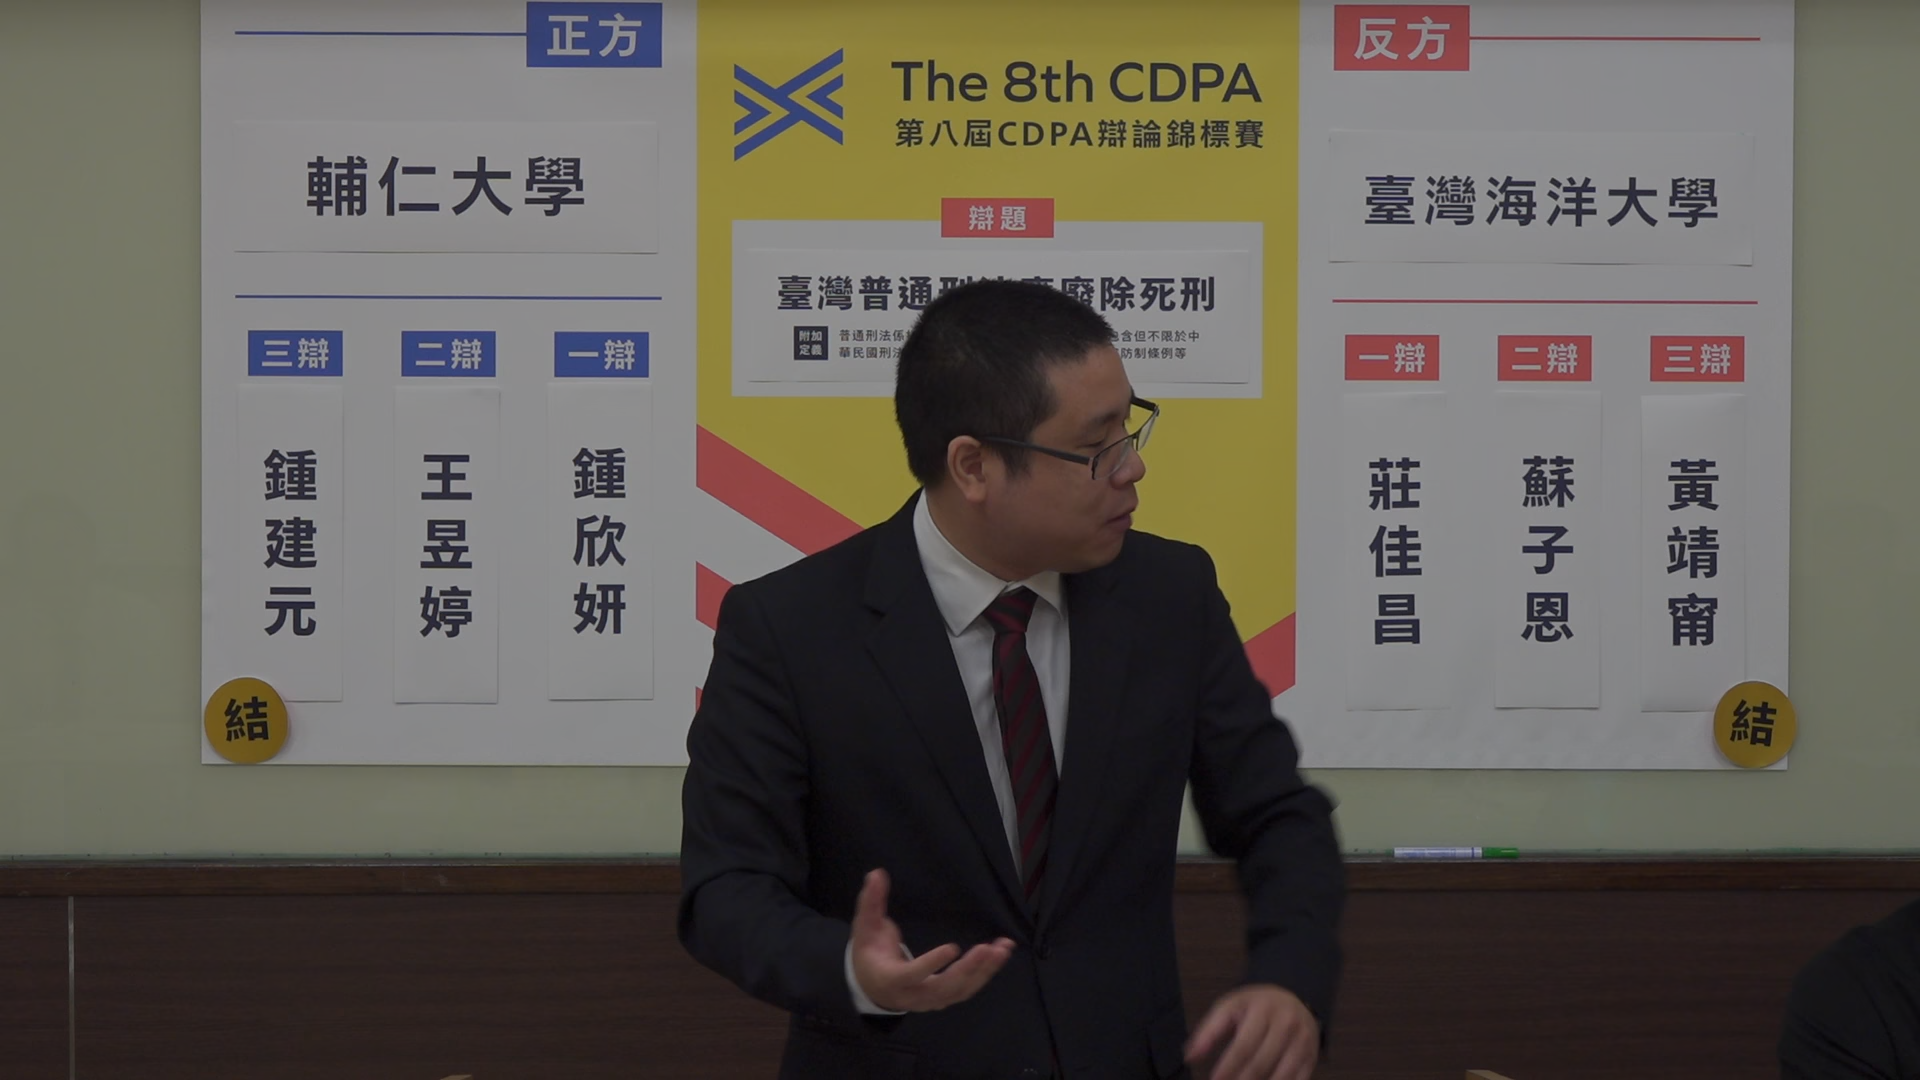 正方
輔仁大學
三辯
二辯
一辯
鍾建元
王昱婷
鍾欣妍
結
The 8th CDPA
第八屆CDPA辯論錦標賽
辯題
臺灣普通刑 廢除死刑
附加
定義
普通刑法係 包含但不限於中
華民國刑法 防制條例等
反方
臺灣海洋大學
一辯
二辯
三辯
莊佳昌
蘇子恩
黃靖甯
結